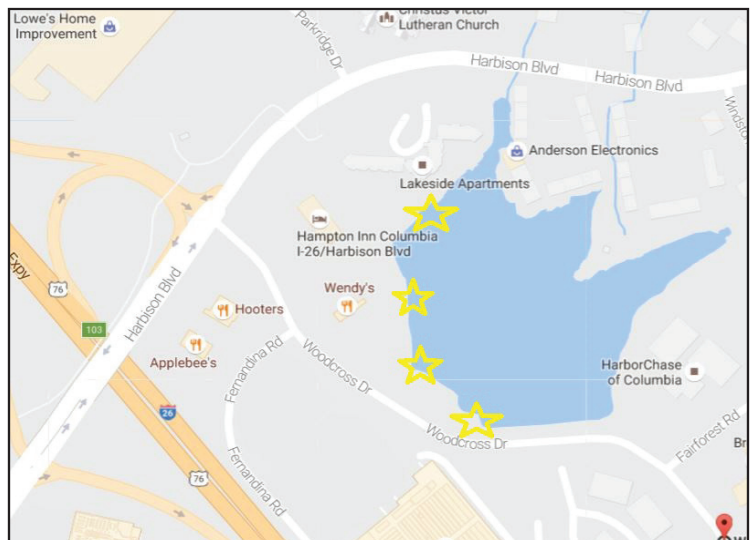 Lowe's Home
Improvement
Parkridge Dr
Christus Victor
Lutheran Church
Harbison Blvd
Harbison Blvd
Anderson Electronics
Lakeside Apartments
Hampton Inn Columbia
I-26/Harbison Blvd
Wendy's
Expy
76
Harbison Blvd
Hooters
103
Applebee's
Fernandina Rd
Woodcross Dr
HarborChase
of Columbia
26
Woodcross Dr
Fairforest Rd
76
Fernandina Rd